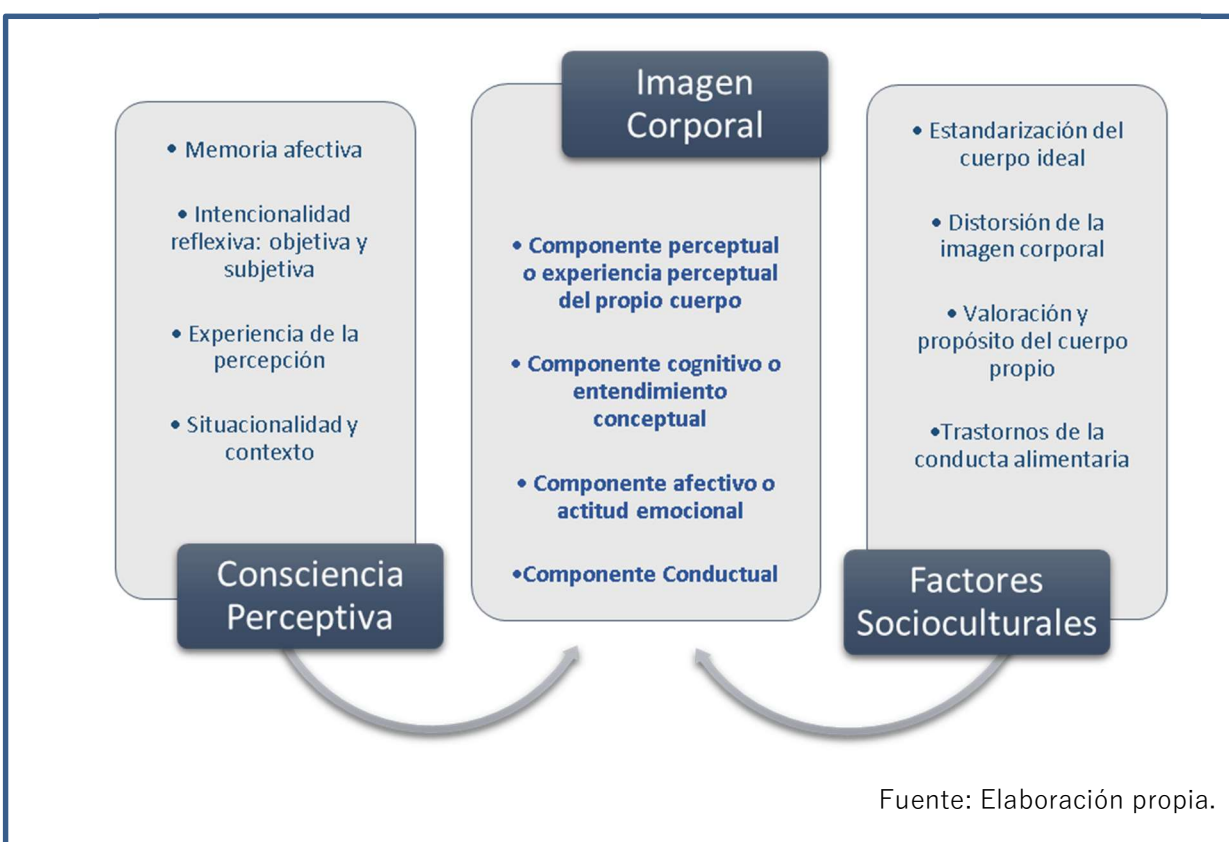 • Memoria afectiva
• Intencionalidad
reflexiva: objetiva y
subjetiva
• Experiencia de la
percepción
• Situacionalidad y
contexto
Consciencia
Perceptiva
Imagen
Corporal
• Componente perceptual
o experiencia perceptual
del propio cuerpo
• Componente cognitivo o
entendimiento
conceptual
• Componente afectivo o
actitud emocional
•Componente Conductual
• Estandarización del
cuerpo ideal
• Distorsión de la
imagen corporal
• Valoración y
propósito del cuerpo
propio
•Trastornos de la
conducta alimentaria
Factores
Socioculturales
Fuente: Elaboración propia.